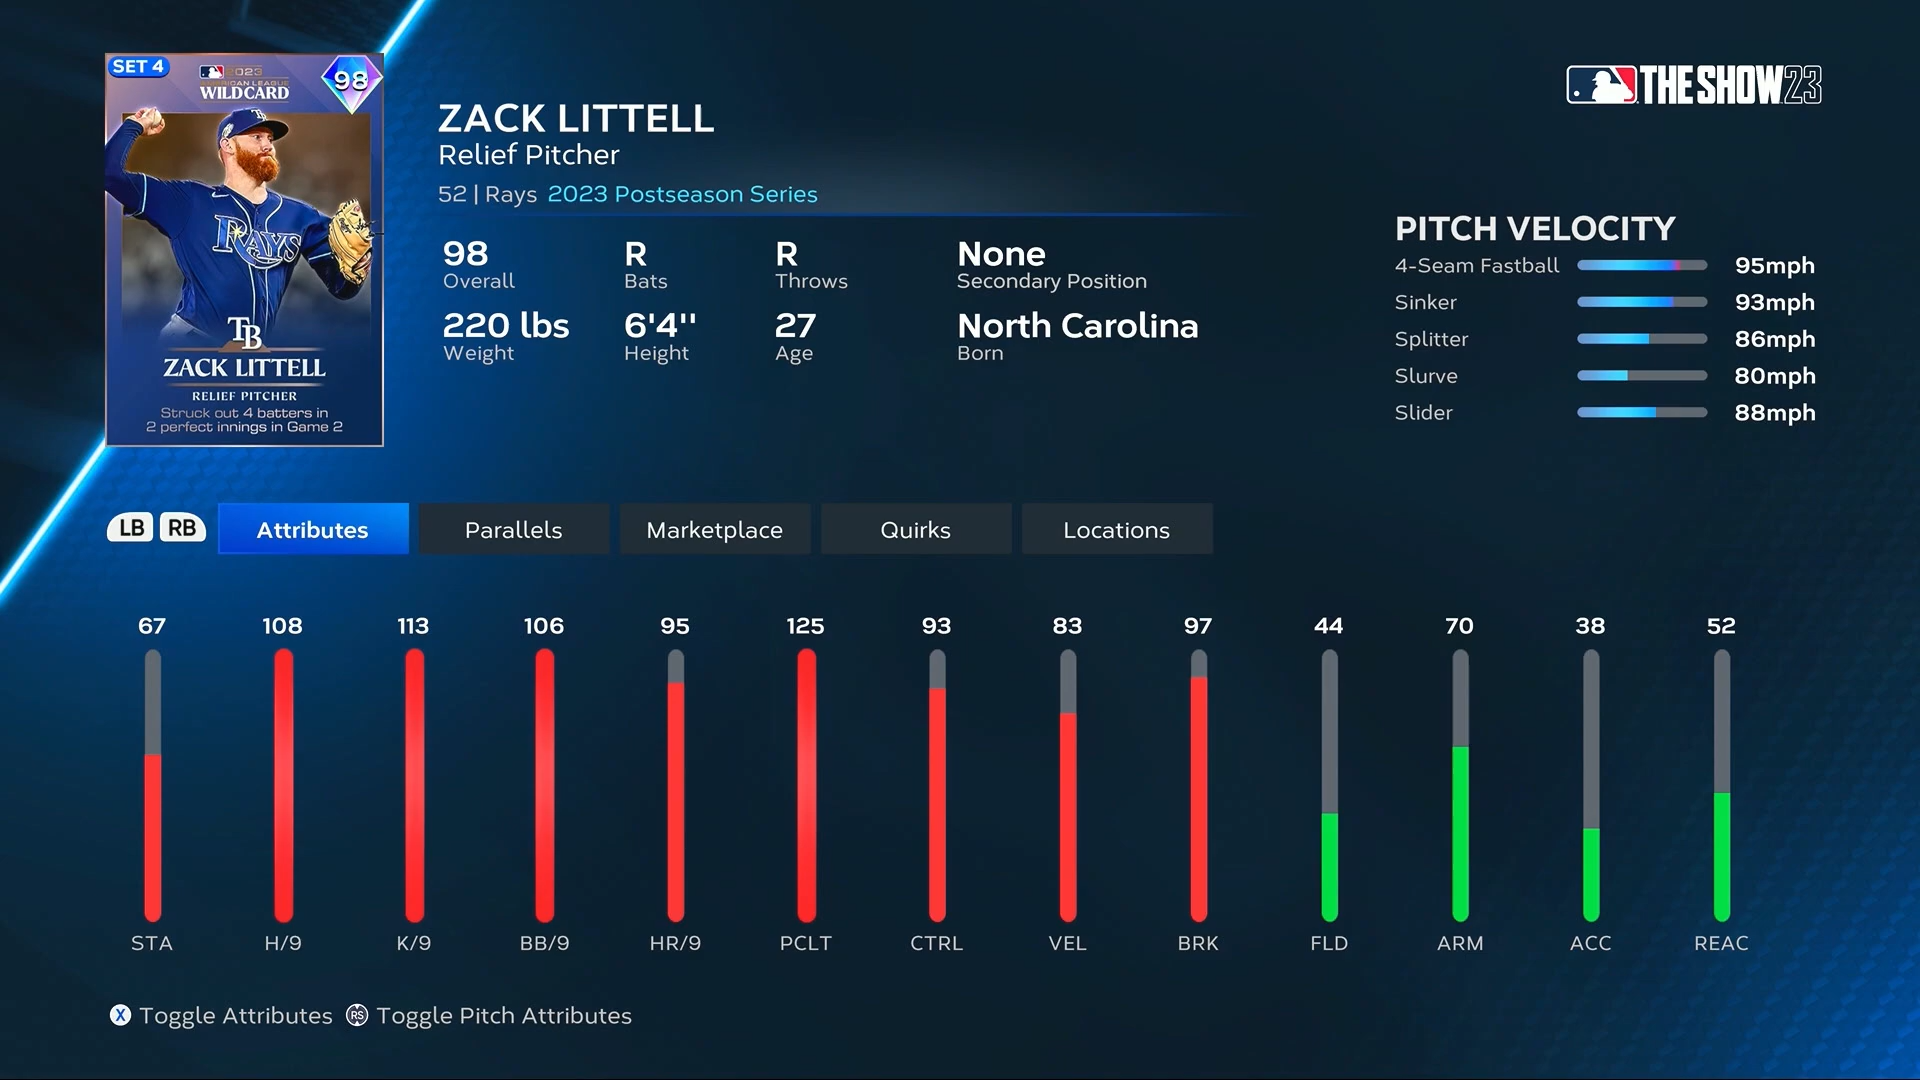 SET 4
2023
AMERICAN LEAGUE
WILDCARD
98
RAYS
TB
ZACK LITTELL
RELIEF PITCHER
Struck out 4 batters in
2 perfect innings in Game 2
ZACK LITTELL
Relief Pitcher
52 | Rays 2023 Postseason Series
98 R R None
Overall Bats Throws Secondary Position
220 lbs 6'4'' 27 North Carolina
Weight Height Age Born
THE SHOW 23
PITCH VELOCITY
4-Seam Fastball 95mph
Sinker 93mph
Splitter 86mph
Slurve 80mph
Slider 88mph
LB RB Attributes Parallels Marketplace Quirks Locations
67 108 113 106 95 125 93 83 97 44 70 38 52
STA H/9 K/9 BB/9 HR/9 PCLT CTRL VEL BRK FLD ARM ACC REAC
X Toggle Attributes RS Toggle Pitch Attributes